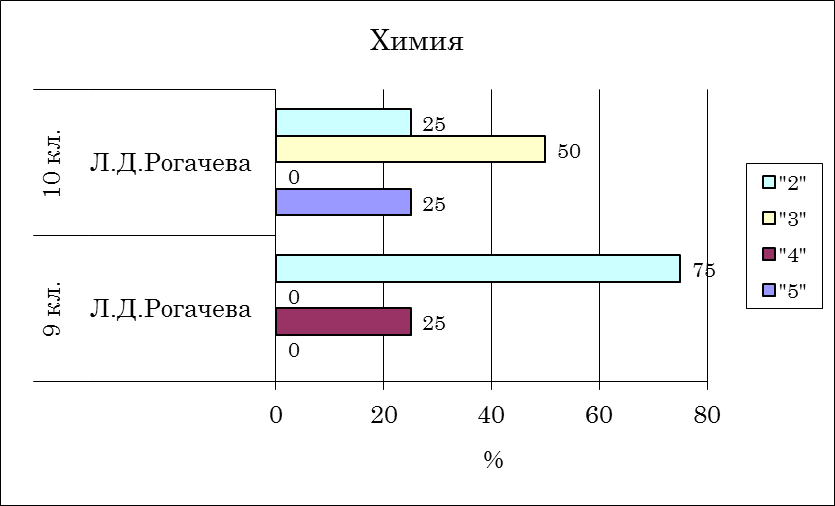 Химия
10 кл.
Л.Д.Рогачева
25
50
0
25
9 кл.
Л.Д.Рогачева
75
0
25
0
0 20 40 60 80
%
"2"
"3"
"4"
"5"